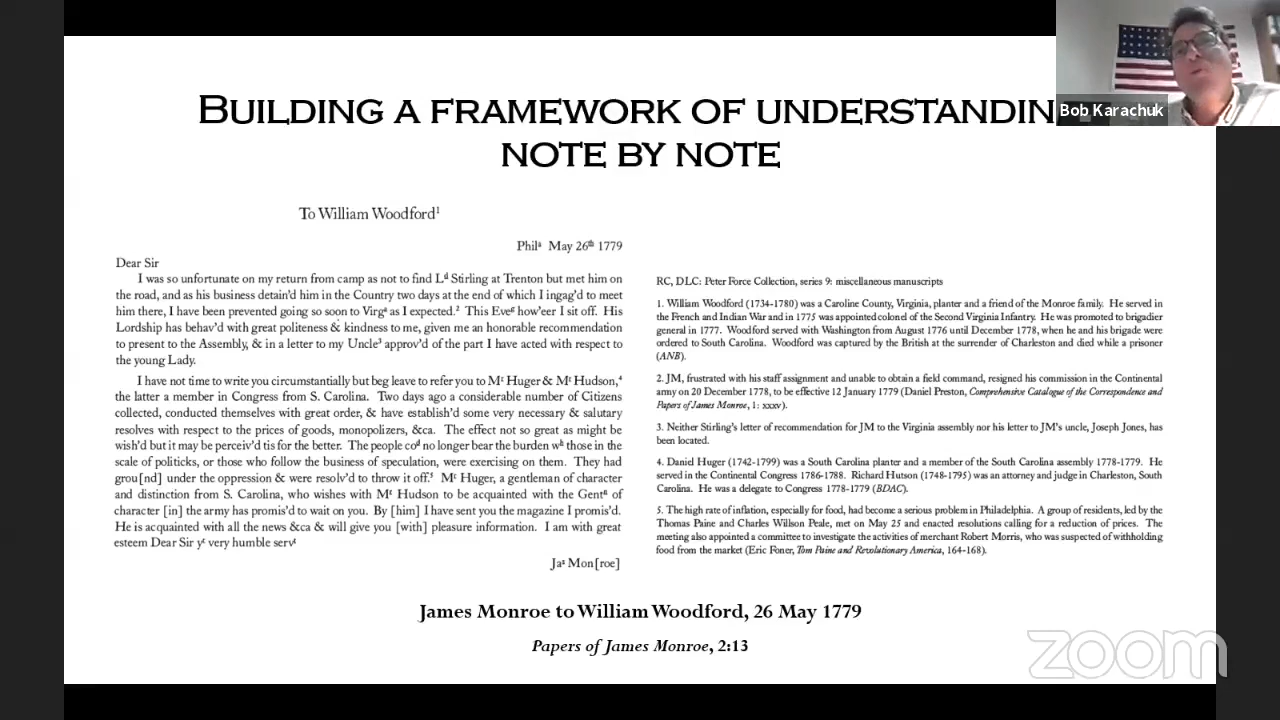 BUILDING A FRAMEWORK OF UNDERSTANDIN
NOTE BY NOTE
Bob Karachuk
To William Woodford¹
Philᵃ May 26ᵗʰ 1779
Dear Sir
I was so unfortunate on my return from camp as not to find Lᵈ Stirling at Trenton but met him on
the road, and as his business detain'd him in the Country two days at the end of which I ingag'd to meet
him there, I have been prevented going so soon to Virgᵃ as I expected.² This Eveᵍ how'eer I sit off. His
Lordship has behav'd with great politeness & kindness to me, given me an honorable recommendation
to present to the Assembly, & in a letter to my Uncle³ approv'd of the part I have acted with respect to
the young Lady.
I have not time to write you circumstantially but beg leave to refer you to Mʳ Huger & Mʳ Hudson,⁴
the latter a member in Congress from S. Carolina. Two days ago a considerable number of Citizens
collected, conducted themselves with great order, & have establish'd some very necessary & salutary
resolves with respect to the prices of goods, monopolizers, &ca. The effect not so great as might be
wish'd but it may be perceiv'd tis for the better. The people coᵈ no longer bear the burden wʰ those in the
scale of politicks, or those who follow the business of speculation, were exercising on them. They had
grou[nd] under the oppression & were resolv'd to throw it off.⁵ Mʳ Huger, a gentleman of character
and distinction from S. Carolina, who wishes with Mʳ Hudson to be acquainted with the Gentⁿ of
character [in] the army has promis'd to wait on you. By [him] I have sent you the magazine I promis'd.
He is acquainted with all the news &ca & will give you [with] pleasure information. I am with great
esteem Dear Sir yʳ very humble servᵗ
Jaˢ Mon[roe]
RC, DLC: Peter Force Collection, series 9: miscellaneous manuscripts
1. William Woodford (1734-1780) was a Caroline County, Virginia, planter and a friend of the Monroe family. He served in
the French and Indian War and in 1775 was appointed colonel of the Second Virginia Infantry. He was promoted to brigadier
general in 1777. Woodford served with Washington from August 1776 until December 1778, when he and his brigade were
ordered to South Carolina. Woodford was captured by the British at the surrender of Charleston and died while a prisoner
(ANB).
2. JM, frustrated with his staff assignment and unable to obtain a field command, resigned his commission in the Continental
army on 20 December 1778, to be effective 12 January 1779 (Daniel Preston, Comprehensive Catalogue of the Correspondence and
Papers of James Monroe, 1: xxxv).
3. Neither Stirling's letter of recommendation for JM to the Virginia assembly nor his letter to JM's uncle, Joseph Jones, has
been located.
4. Daniel Huger (1742-1799) was a South Carolina planter and a member of the South Carolina assembly 1778-1779. He
served in the Continental Congress 1786-1788. Richard Hutson (1748-1795) was an attorney and judge in Charleston, South
Carolina. He was a delegate to Congress 1778-1779 (BDAC).
5. The high rate of inflation, especially for food, had become a serious problem in Philadelphia. A group of residents, led by the
Thomas Paine and Charles Willson Peale, met on May 25 and enacted resolutions calling for a reduction of prices. The
meeting also appointed a committee to investigate the activities of merchant Robert Morris, who was suspected of withholding
food from the market (Eric Foner, Tom Paine and Revolutionary America, 164-168).
James Monroe to William Woodford, 26 May 1779
Papers of James Monroe, 2:13
zoom